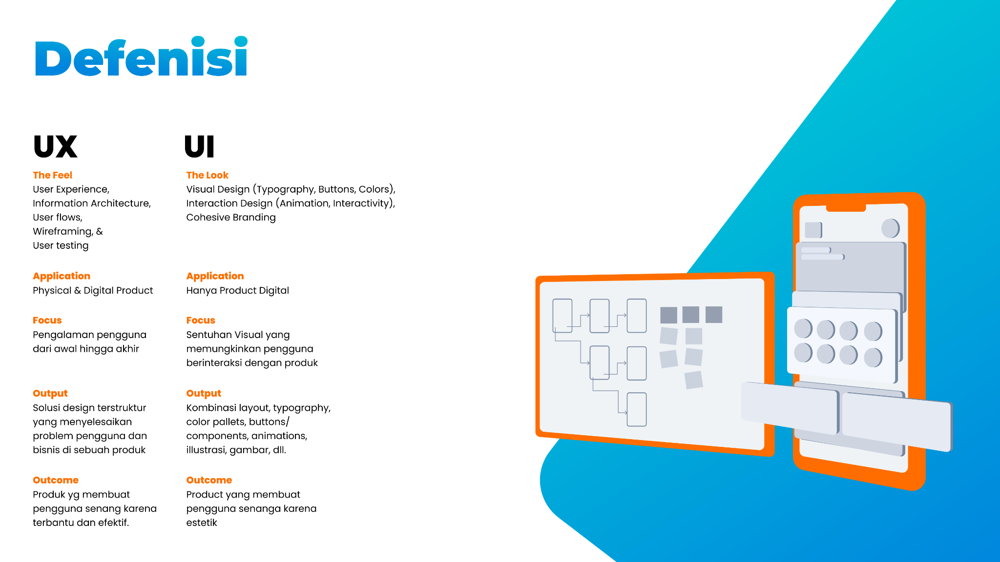 Defenisi
UX
The Feel
User Experience,
Information Architecture,
User flows,
Wireframing, &
User testing
Application
Physical & Digital Product
Focus
Pengalaman pengguna
dari awal hingga akhir
Output
Solusi design terstruktur
yang menyelesaikan
problem pengguna dan
bisnis di sebuah produk
Outcome
Produk yg membuat
pengguna senang karena
terbantu dan efektif.
UI
The Look
Visual Design (Typography, Buttons, Colors),
Interaction Design (Animation, Interactivity),
Cohesive Branding
Application
Hanya Product Digital
Focus
Sentuhan Visual yang
memungkinkan pengguna
berinteraksi dengan produk
Output
Kombinasi layout, typography,
color pallets, buttons/
components, animations,
illustrasi, gambar, dll.
Outcome
Product yang membuat
pengguna senanga karena
estetik